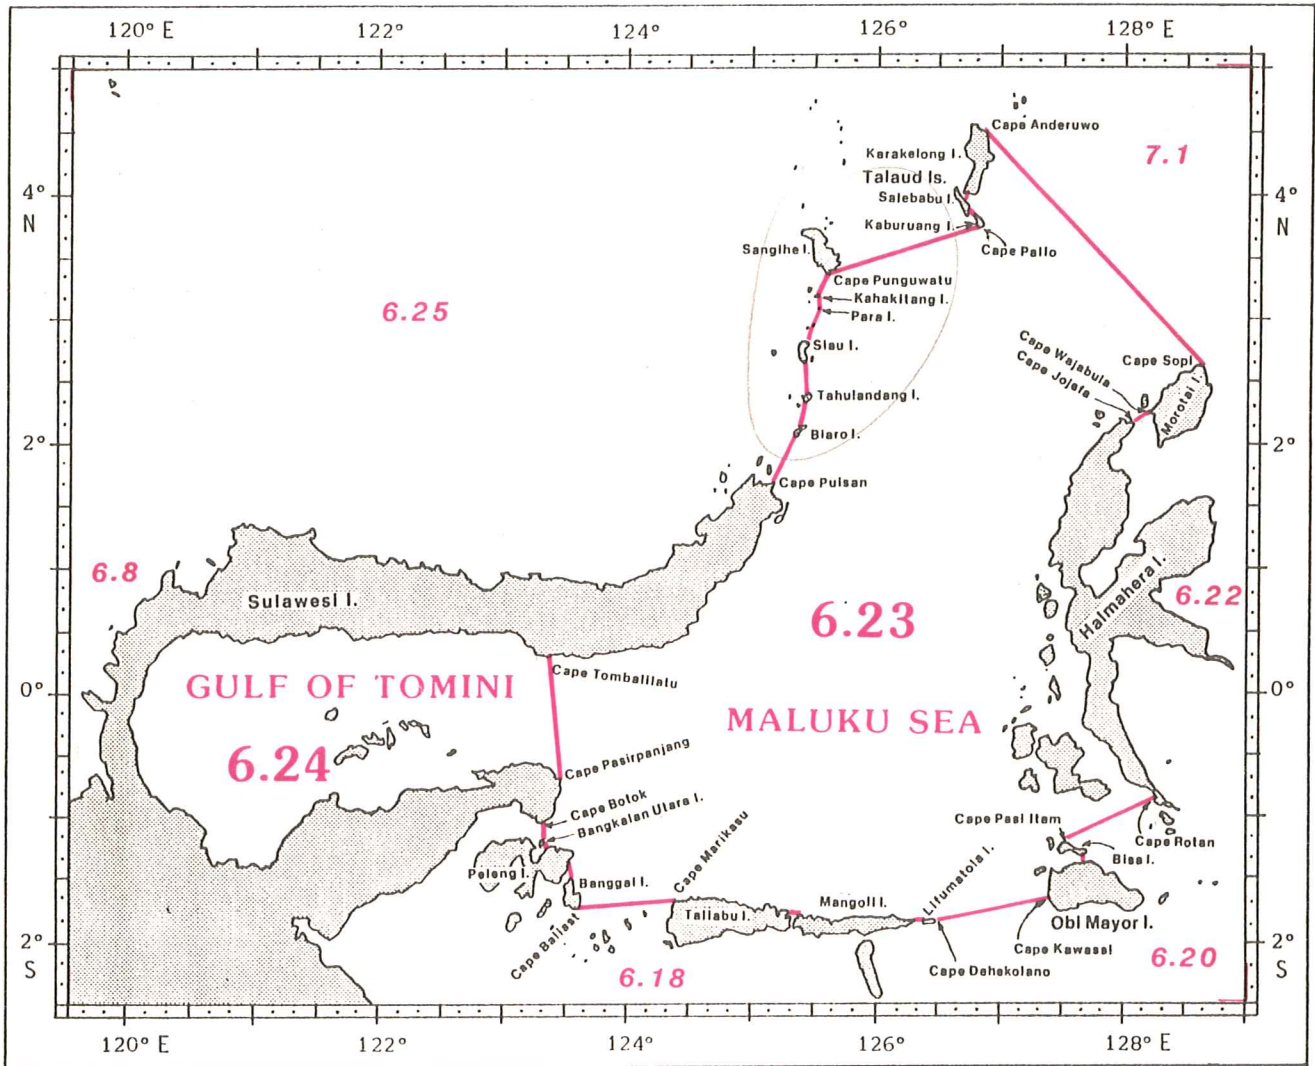 120° E
122°
124°
126°
128° E
Cape Anderuwo
7.1
Karakelong I.
Talaud Is.
4°
N
4°
N
Salebabu I.
Kaburuang I.
Cape Pallo
Sangihe I.
Cape Punguwatu
Kahakitang I.
Para I.
6.25
Siau I.
Cape Wajabula
Cape Jojefa
Cape Sopi
Morotai I.
Tahulandang I.
Biaro I.
2°
2°
Cape Pulsan
6.8
Sulawesi I.
6.23
Halmahera I.
6.22
0°
0°
Cape Tombalilatu
GULF OF TOMINI
MALUKU SEA
6.24
Cape Pasirpanjang
Cape Botok
Bangkalan Utara I.
Cape Pasi Itam
Cape Rotan
Bisa I.
Peleng I.
Banggai I.
Cape Marikasu
Lifumatola I.
Mangoli I.
Taliabu I.
Obi Mayor I.
Cape Ballast
Cape Kawasai
Cape Dehekolano
2°
S
2°
S
6.18
6.20
120° E
122°
124°
126°
128° E